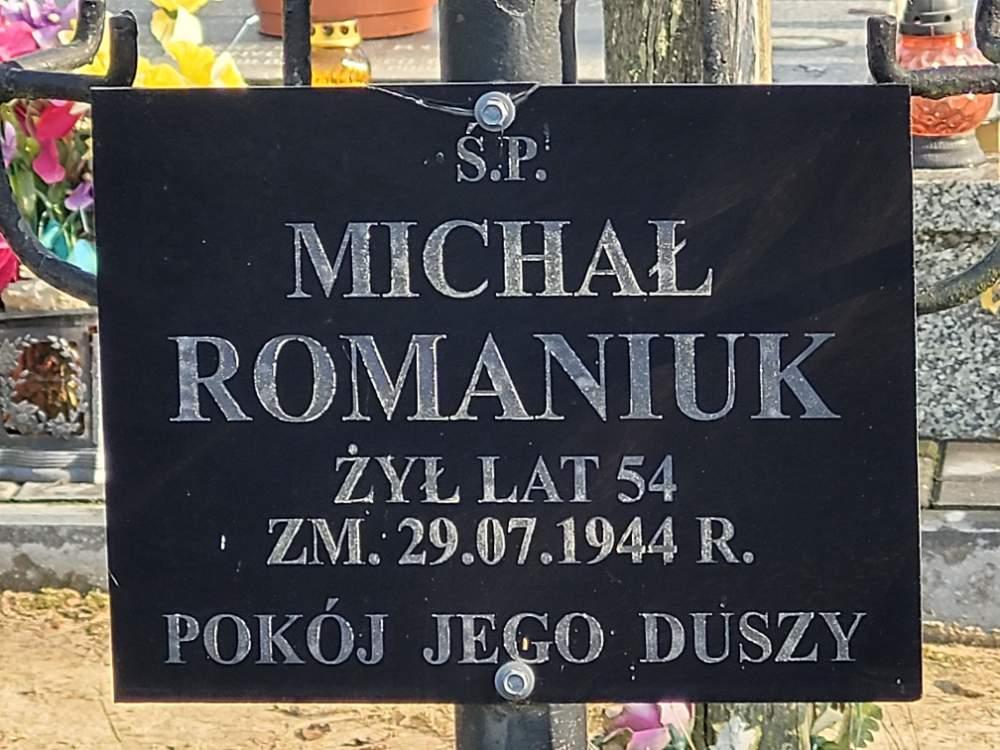 Ś.P.
MICHAŁ
ROMANIUK
ŻYŁ LAT 54
ZM. 29.07.1944 R.
POKÓJ JEGO DUSZY